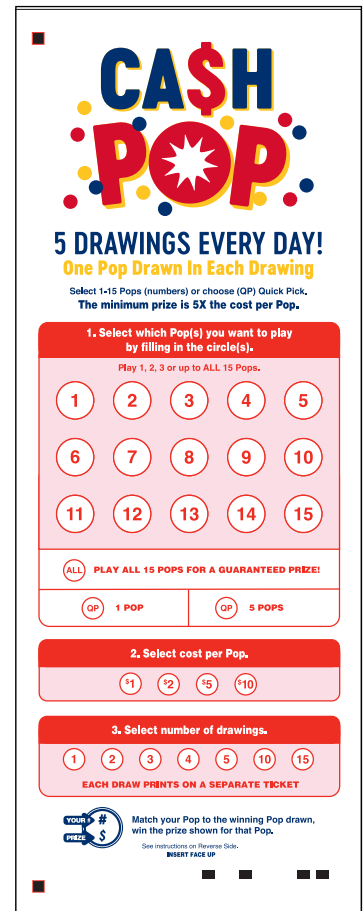 CA$H
POP
5 DRAWINGS EVERY DAY!
One Pop Drawn In Each Drawing
Select 1-15 Pops (numbers) or choose (QP) Quick Pick.
The minimum prize is 5X the cost per Pop.
1. Select which Pop(s) you want to play
by filling in the circle(s).
Play 1, 2, 3 or up to ALL 15 Pops.
1 2 3 4 5
6 7 8 9 10
11 12 13 14 15
ALL PLAY ALL 15 POPS FOR A GUARANTEED PRIZE!
QP 1 POP QP 5 POPS
2. Select cost per Pop.
$1 $2 $5 $10
3. Select number of drawings.
1 2 3 4 5 10 15
EACH DRAW PRINTS ON A SEPARATE TICKET
YOUR #
PRIZE $
Match your Pop to the winning Pop drawn,
win the prize shown for that Pop.
See instructions on Reverse Side.
INSERT FACE UP